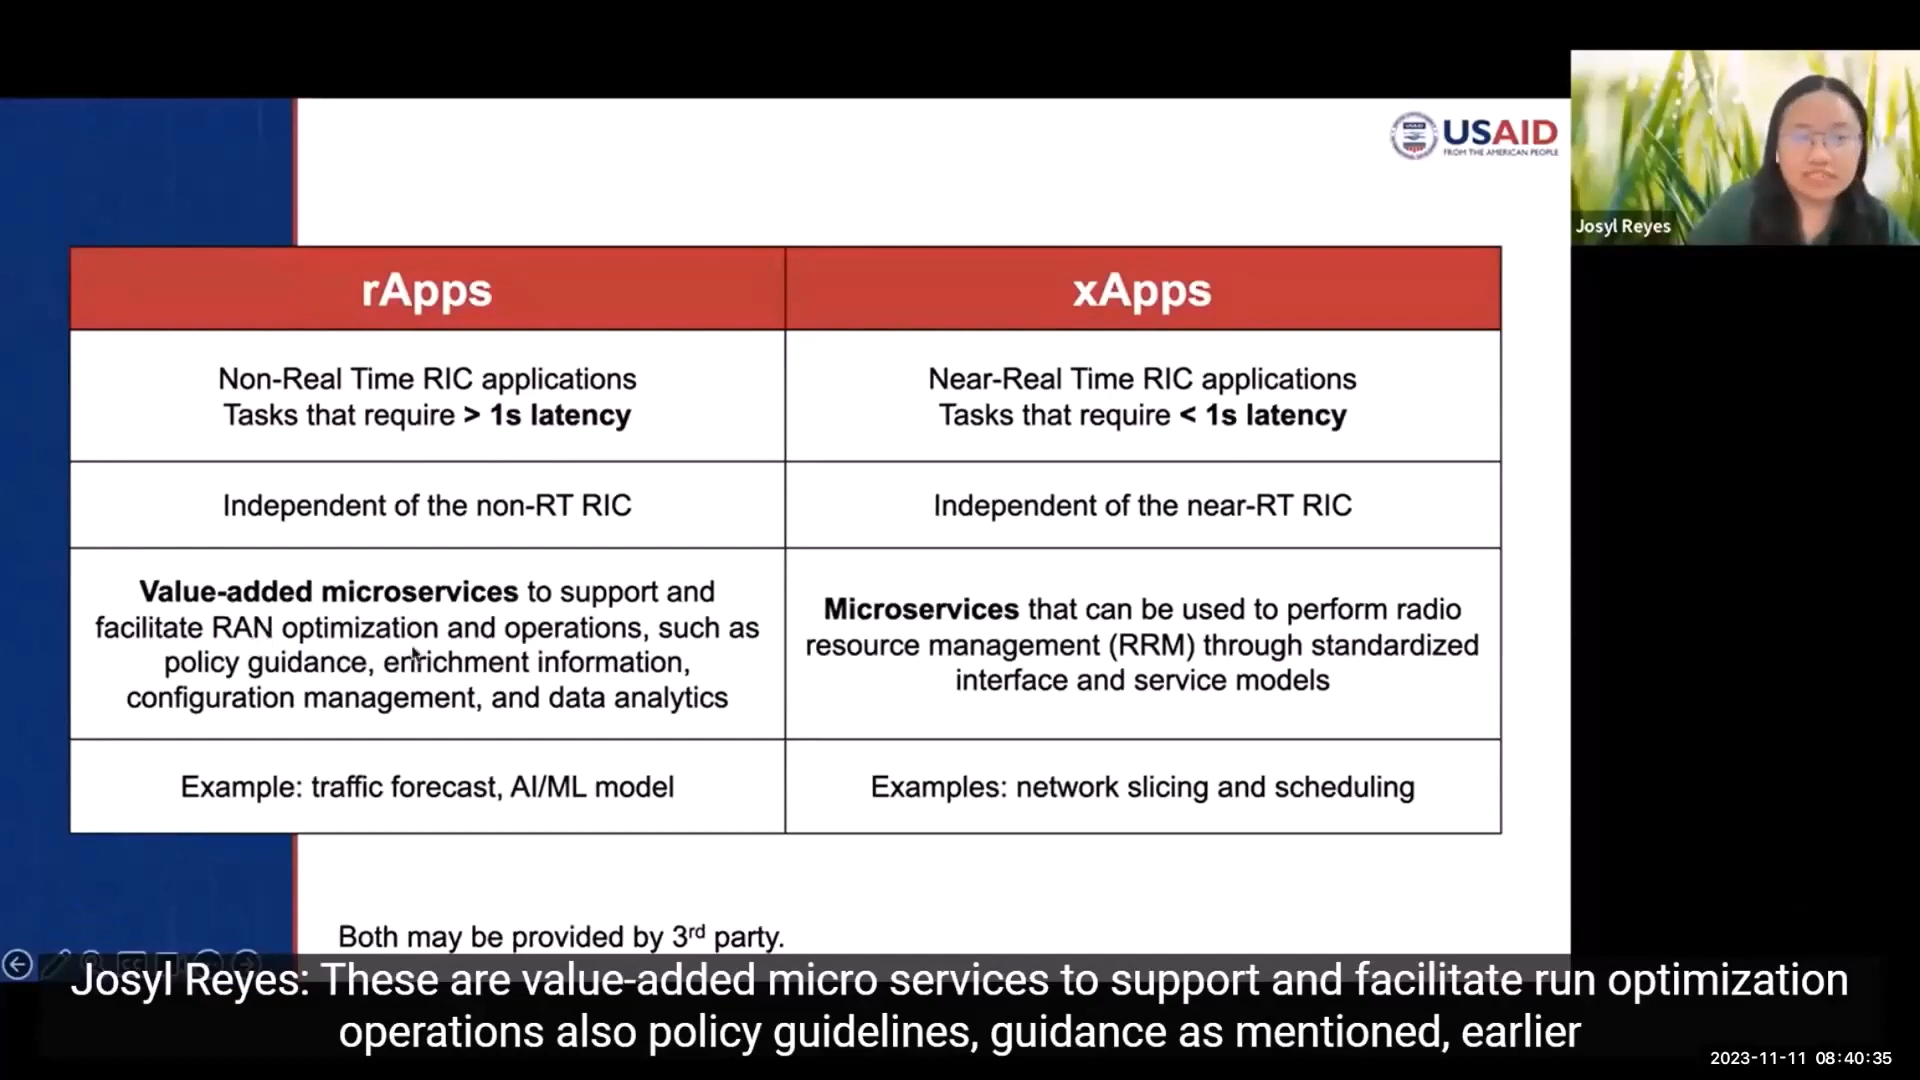 USAID
FROM THE AMERICAN PEOPLE
Josyl Reyes
rApps
xApps
Non-Real Time RIC applications
Tasks that require > 1s latency
Near-Real Time RIC applications
Tasks that require < 1s latency
Independent of the non-RT RIC
Independent of the near-RT RIC
Value-added microservices to support and
facilitate RAN optimization and operations, such as
policy guidance, enrichment information,
configuration management, and data analytics
Microservices that can be used to perform radio
resource management (RRM) through standardized
interface and service models
Example: traffic forecast, AI/ML model
Examples: network slicing and scheduling
Both may be provided by 3rd party.
Josyl Reyes: These are value-added micro services to support and facilitate run optimization
operations also policy guidelines, guidance as mentioned, earlier
2023-11-11 08:40:35